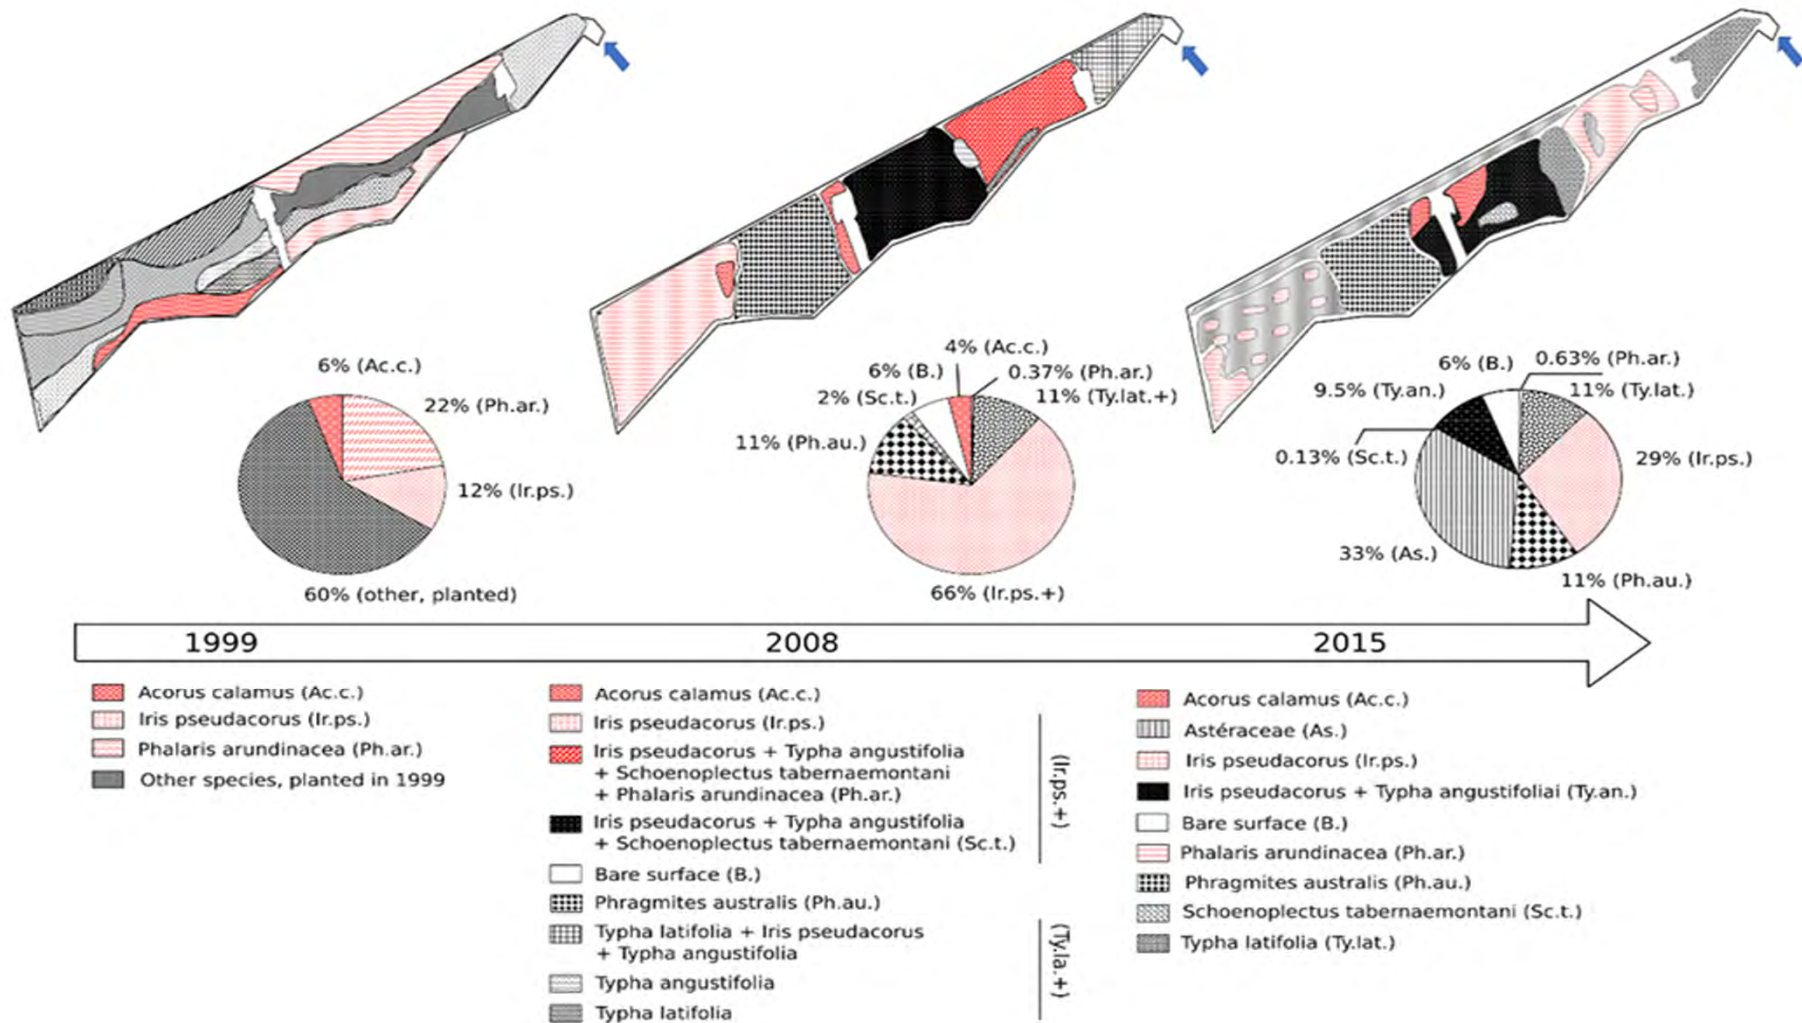 6% (Ac.c.)
22% (Ph.ar.)
12% (Ir.ps.)
60% (other, planted)
4% (Ac.c.)
6% (B.)
0.37% (Ph.ar.)
2% (Sc.t.)
11% (Ty.lat.+)
11% (Ph.au.)
66% (Ir.ps.+)
6% (B.)
0.63% (Ph.ar.)
9.5% (Ty.an.)
11% (Ty.lat.)
0.13% (Sc.t.)
29% (Ir.ps.)
33% (As.)
11% (Ph.au.)
1999
2008
2015
Acorus calamus (Ac.c.)
Iris pseudacorus (Ir.ps.)
Phalaris arundinacea (Ph.ar.)
Other species, planted in 1999
Acorus calamus (Ac.c.)
Iris pseudacorus (Ir.ps.)
Iris pseudacorus + Typha angustifolia
+ Schoenoplectus tabernaemontani
+ Phalaris arundinacea (Ph.ar.)
Iris pseudacorus + Typha angustifolia
+ Schoenoplectus tabernaemontani (Sc.t.)
(Ir.ps.+)
Bare surface (B.)
Phragmites australis (Ph.au.)
Typha latifolia + Iris pseudacorus
+ Typha angustifolia
Typha angustifolia
Typha latifolia
(Ty.la.+)
Acorus calamus (Ac.c.)
Astéraceae (As.)
Iris pseudacorus (Ir.ps.)
Iris pseudacorus + Typha angustifoliai (Ty.an.)
Bare surface (B.)
Phalaris arundinacea (Ph.ar.)
Phragmites australis (Ph.au.)
Schoenoplectus tabernaemontani (Sc.t.)
Typha latifolia (Ty.lat.)